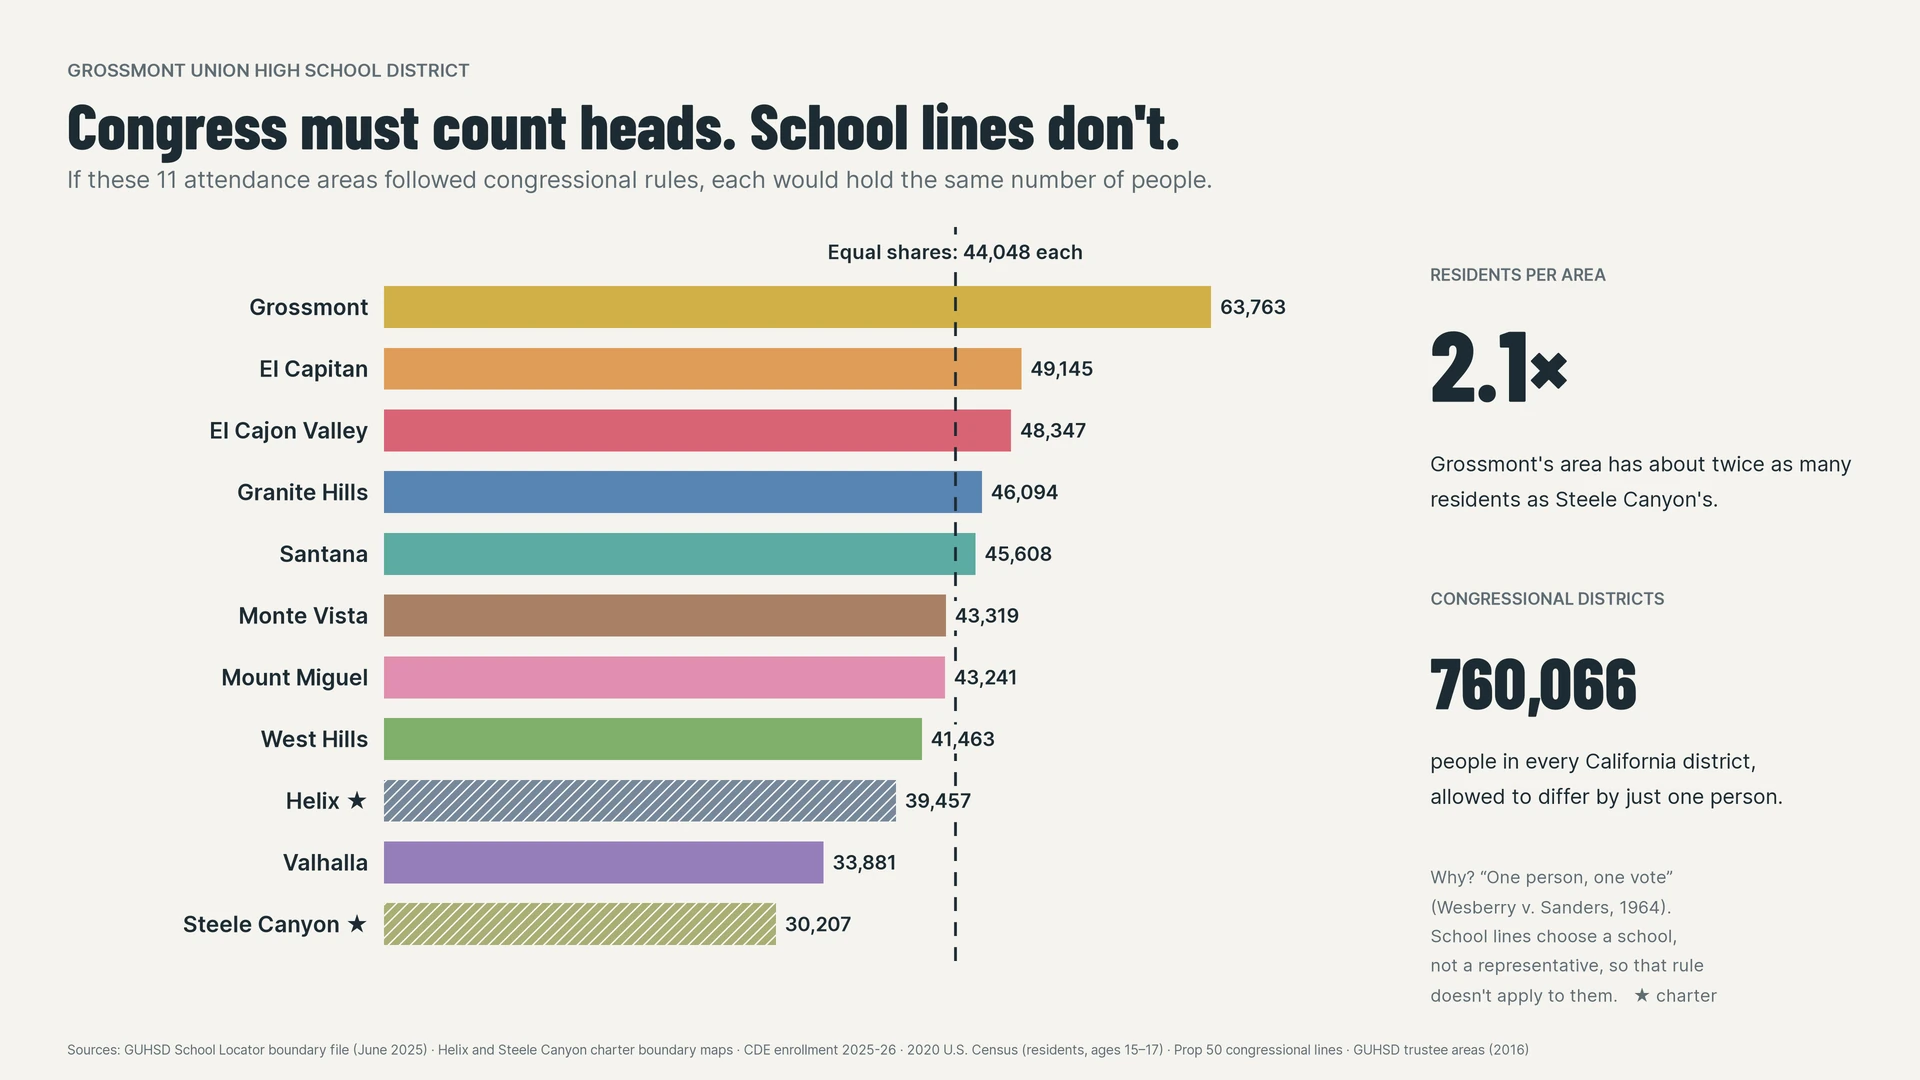 GROSSMONT UNION HIGH SCHOOL DISTRICT
Congress must count heads. School lines don't.
If these 11 attendance areas followed congressional rules, each would hold the same number of people.
Equal shares: 44,048 each
Grossmont 63,763
El Capitan 49,145
El Cajon Valley 48,347
Granite Hills 46,094
Santana 45,608
Monte Vista 43,319
Mount Miguel 43,241
West Hills 41,463
Helix ★ 39,457
Valhalla 33,881
Steele Canyon ★ 30,207
RESIDENTS PER AREA
2.1×
Grossmont's area has about twice as many
residents as Steele Canyon's.
CONGRESSIONAL DISTRICTS
760,066
people in every California district,
allowed to differ by just one person.
Why? “One person, one vote”
(Wesberry v. Sanders, 1964).
School lines choose a school,
not a representative, so that rule
doesn't apply to them. ★ charter
Sources: GUHSD School Locator boundary file (June 2025) · Helix and Steele Canyon charter boundary maps · CDE enrollment 2025-26 · 2020 U.S. Census (residents, ages 15–17) · Prop 50 congressional lines · GUHSD trustee areas (2016)